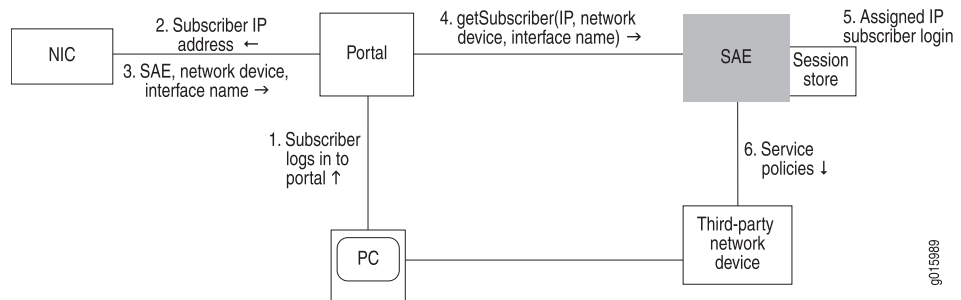 NIC
2. Subscriber IP
address ←
3. SAE, network device,
interface name →
Portal
4. getSubscriber(IP, network
device, interface name) →
SAE
5. Assigned IP
subscriber login
Session
store
1. Subscriber
logs in to
portal ↑
6. Service
policies ↓
PC
Third-party
network
device
g015989